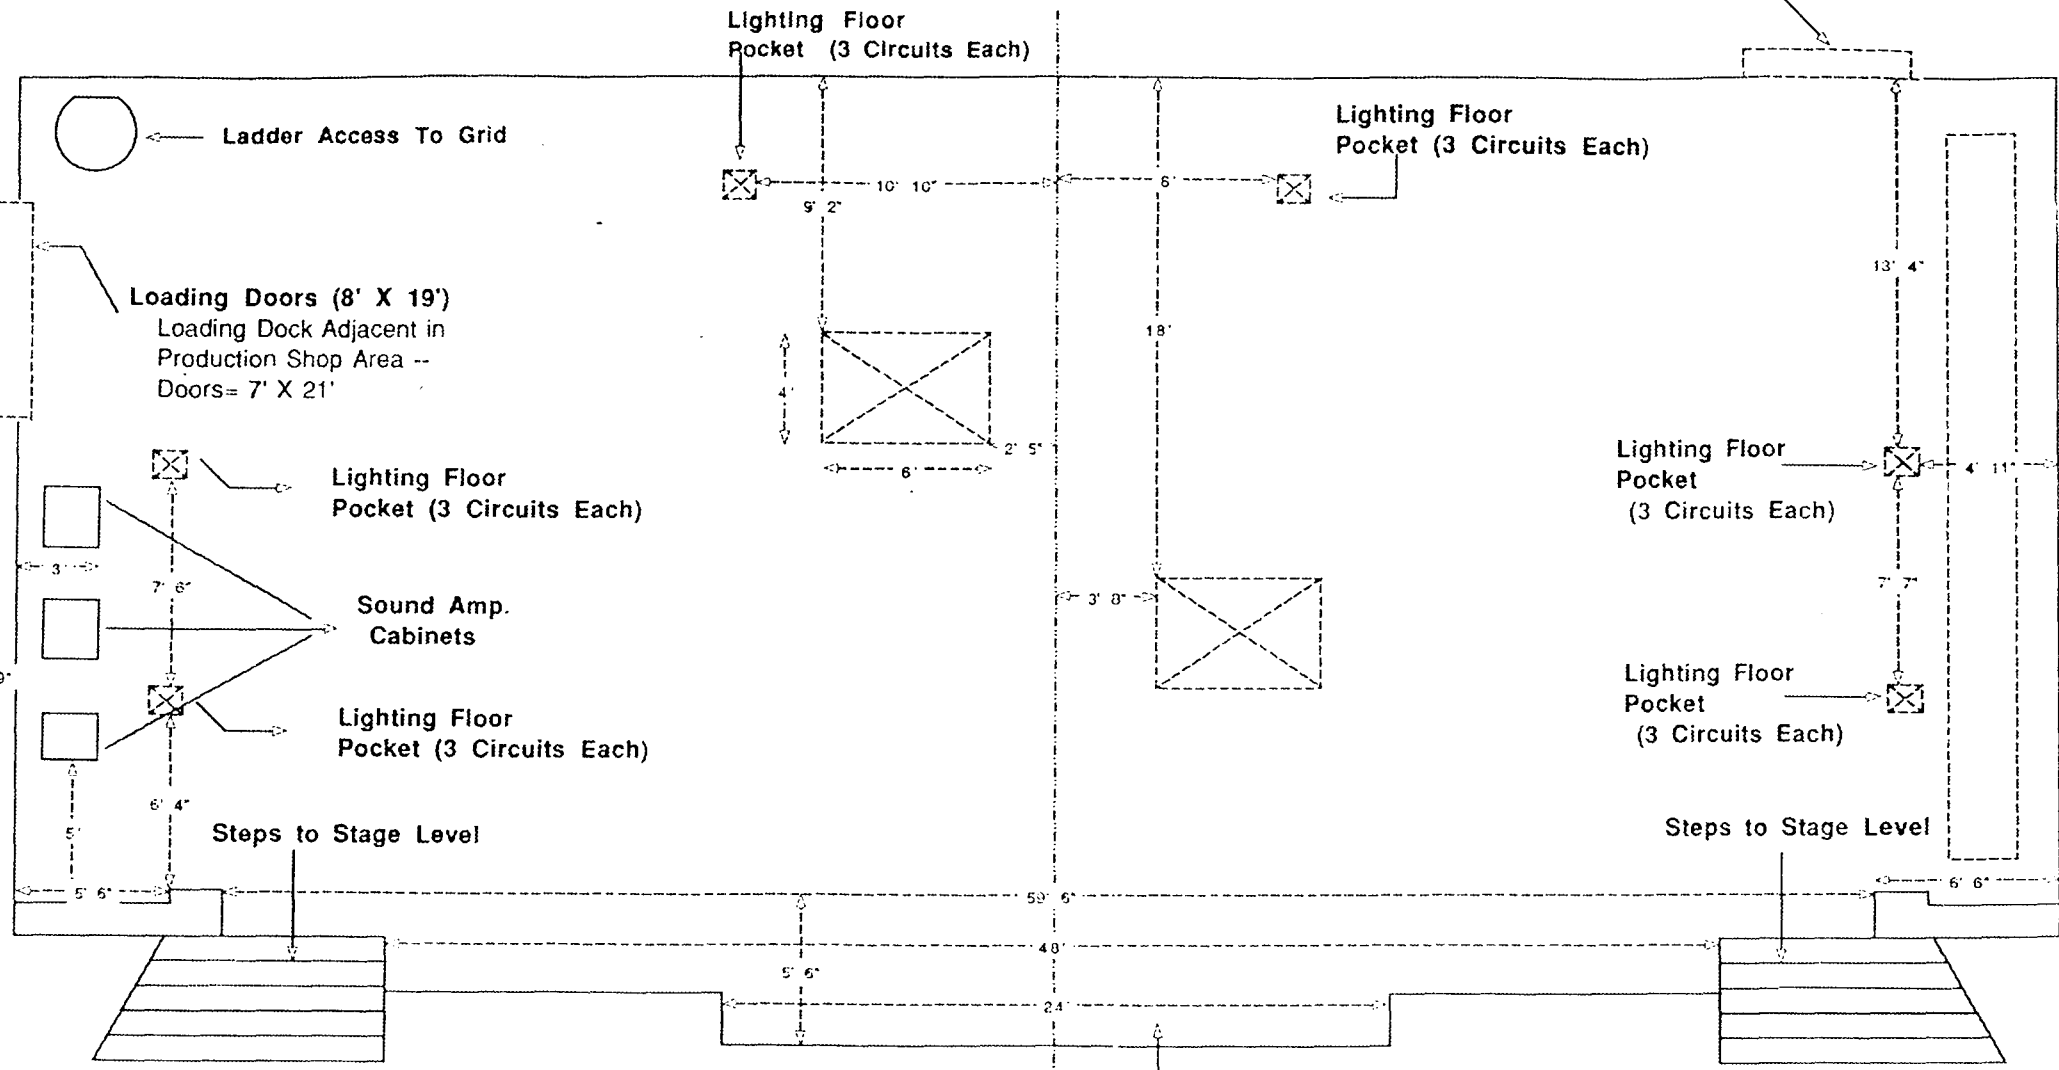 Lighting Floor
Pocket (3 Circuits Each)
Lighting Floor
Pocket (3 Circuits Each)
Ladder Access To Grid
10' 10"
6'
9' 2"
13' 4"
Loading Doors (8' X 19')
Loading Dock Adjacent in
Production Shop Area --
Doors= 7' X 21'
18'
4'
2' 5"
6'
Lighting Floor
Pocket (3 Circuits Each)
Lighting Floor
Pocket
(3 Circuits Each)
4' 11"
3'
7' 6"
Sound Amp.
Cabinets
3' 8"
7' 7"
9"
Lighting Floor
Pocket (3 Circuits Each)
Lighting Floor
Pocket
(3 Circuits Each)
6' 4"
5'
Steps to Stage Level
Steps to Stage Level
5' 6"
59' 6"
6' 6"
48'
5' 6"
24'